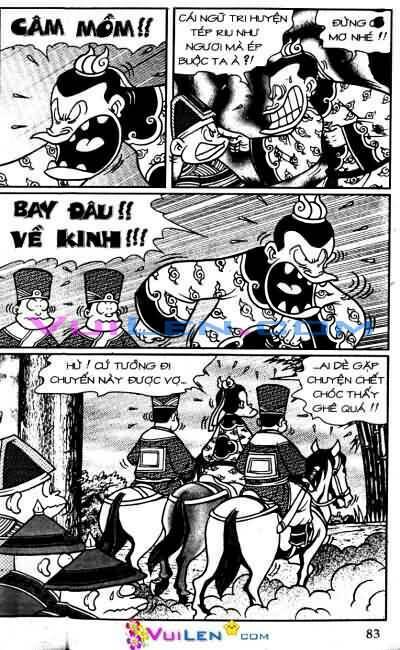 CÂM MỒM!!
CÁI NGỮ TRI HUYỆN
TÉP RIU NHƯ
NGƯƠI MÀ ÉP
BUỘC TA À?!
ĐỪNG CÓ
MƠ NHÉ!!
BAY ĐÂU!!
VỀ KINH!!!
VUILEN.COM
HỪ! CỨ TƯỞNG ĐI
CHUYẾN NÀY ĐƯỢC VỢ...
...AI DÈ GẶP
CHUYỆN CHẾT
CHÓC THẤY
GHÊ QUÁ!!
83
VUILEN.COM